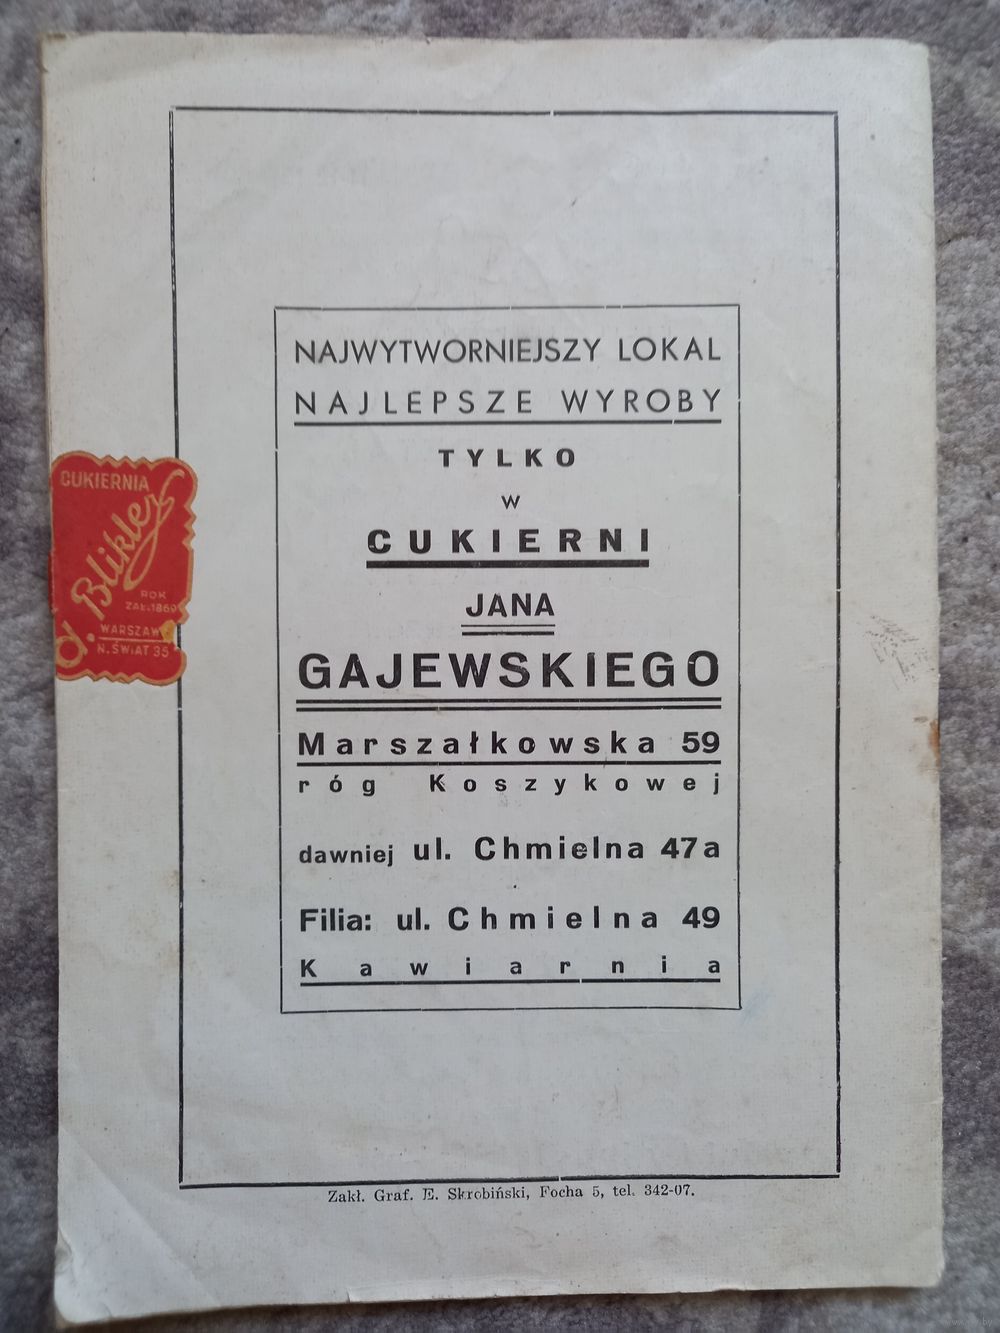 NAJWYTWORNIEJSZY LOKAL
NAJLEPSZE WYROBY
TYLKO
W
CUKIERNI
JANA
GAJEWSKIEGO
Marszałkowska 59
róg Koszykowej
dawniej ul. Chmielna 47a
Filia: ul. Chmielna 49
Kawiarnia
Zakł. Graf. E. Skrobiński, Focha 5, tel. 342-07.
CUKIERNIA
Blikle
ROK
ZAŁ.1869
WARSZAWA
N.ŚWIAT 35